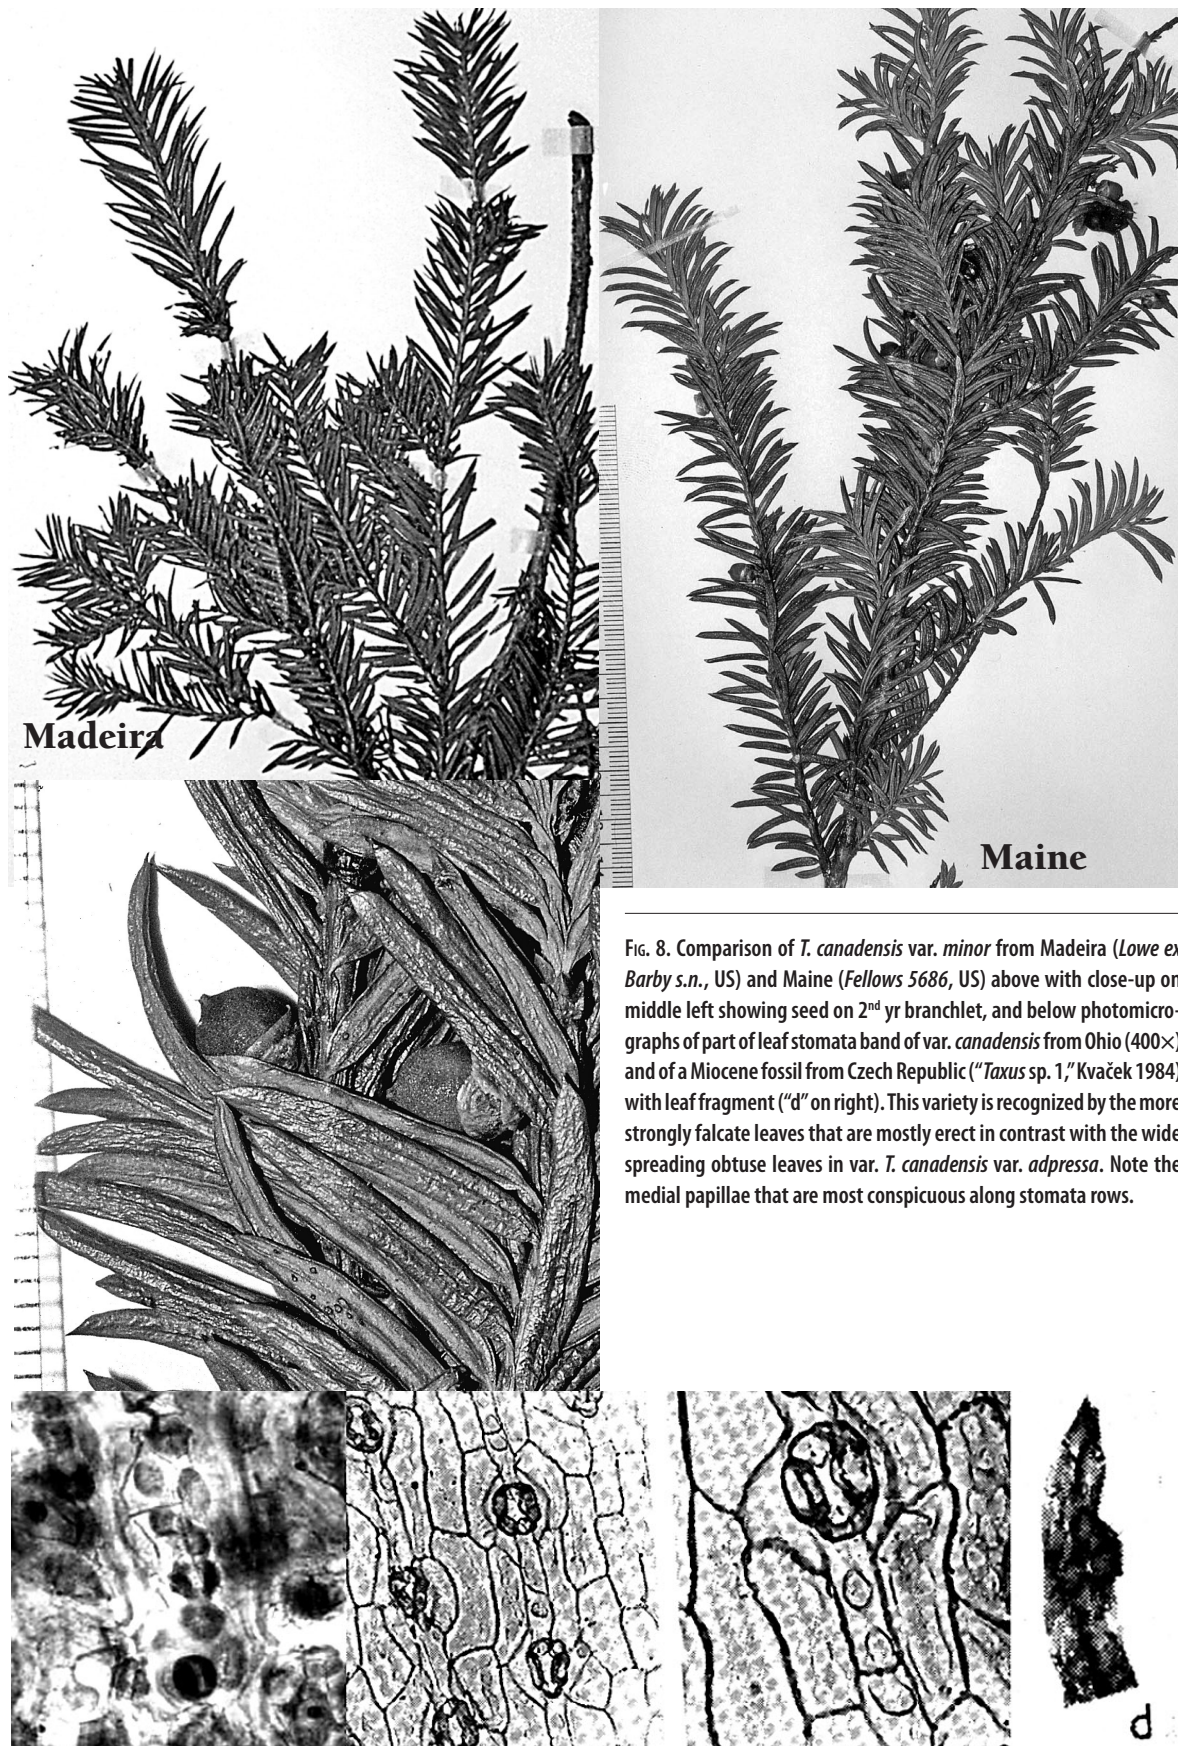 Madeira
Maine
FIG. 8. Comparison of T. canadensis var. minor from Madeira (Lowe ex
Barby s.n., US) and Maine (Fellows 5686, US) above with close-up on
middle left showing seed on 2nd yr branchlet, and below photomicro-
graphs of part of leaf stomata band of var. canadensis from Ohio (400×)
and of a Miocene fossil from Czech Republic (“Taxus sp. 1,” Kvaček 1984)
with leaf fragment (“d” on right). This variety is recognized by the more
strongly falcate leaves that are mostly erect in contrast with the wide
spreading obtuse leaves in var. T. canadensis var. adpressa. Note the
medial papillae that are most conspicuous along stomata rows.
d